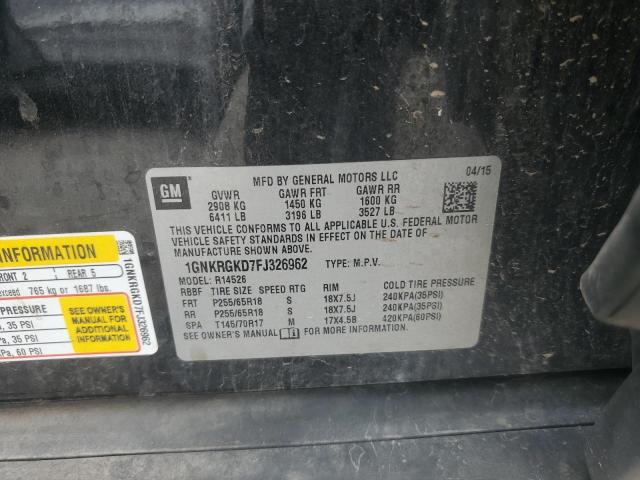 GM
MFD BY GENERAL MOTORS LLC
04/15
GVWR GAWR FRT GAWR RR
2908 KG 1450 KG 1600 KG
6411 LB 3196 LB 3527 LB
THIS VEHICLE CONFORMS TO ALL APPLICABLE U.S. FEDERAL MOTOR
VEHICLE SAFETY STANDARDS IN EFFECT ON THE DATE OF
MANUFACTURE SHOWN ABOVE.
1GNKRGKD7FJ326962 TYPE: M.P.V.
MODEL: R14526
RBBF TIRE SIZE SPEED RTG RIM COLD TIRE PRESSURE
FRT P255/65R18 S 18X7.5J 240KPA(35PSI)
RR P255/65R18 S 18X7.5J 240KPA(35PSI)
SPA T145/70R17 M 17X4.5B 420KPA(60PSI)
SEE OWNER'S MANUAL FOR MORE INFORMATION.
INFORMATION
FRONT 2 REAR 5
exceed 765 kg or 1687 lbs.
PRESSURE
, 35 PSI
a, 35 PSI
Pa, 60 PSI
SEE OWNER'S
MANUAL FOR
ADDITIONAL
INFORMATION
1GNKRGKD7FJ326962